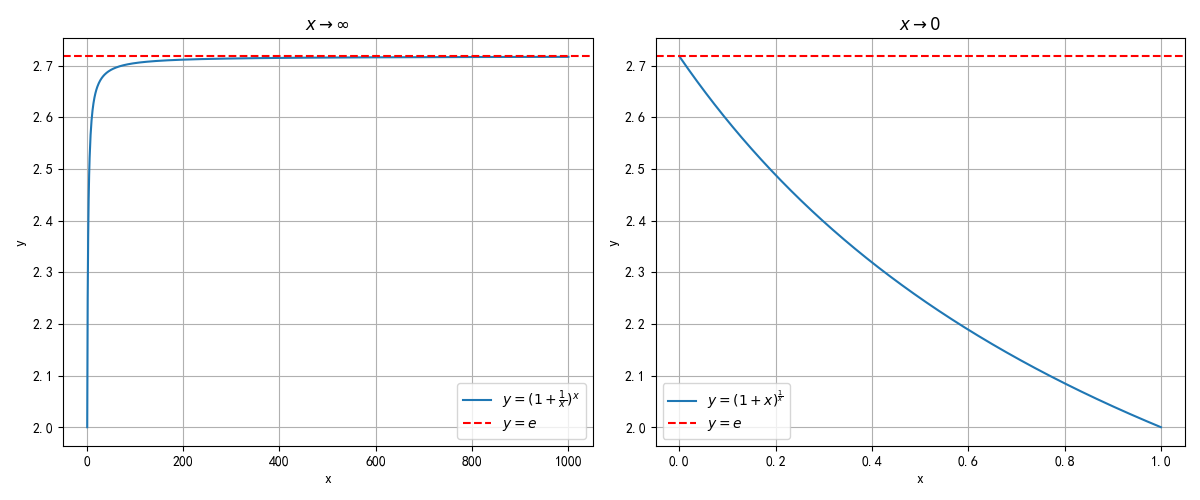 x → ∞
2.7
2.6
2.5
2.4
2.3
2.2
2.1
2.0
y
0 200 400 600 800 1000
x
y = (1 + 1/x)^x
y = e
x → 0
2.7
2.6
2.5
2.4
2.3
2.2
2.1
2.0
y
0.0 0.2 0.4 0.6 0.8 1.0
x
y = (1 + x)^(1/x)
y = e